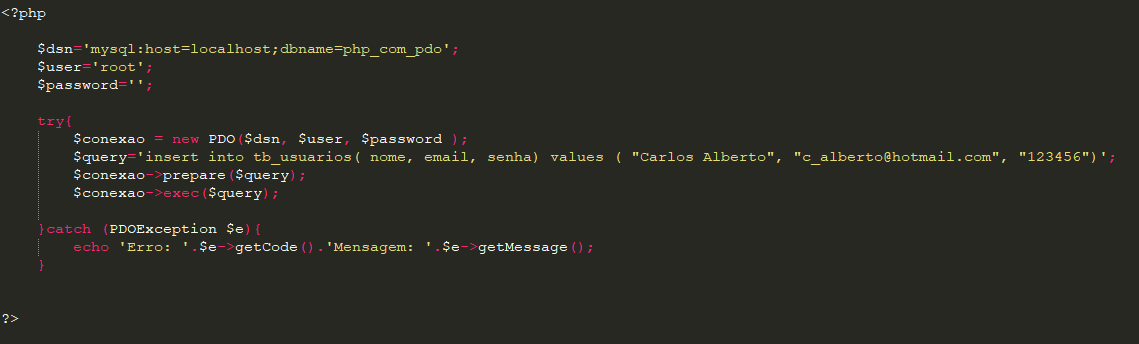 <?php
$dsn='mysql:host=localhost;dbname=php_com_pdo';
$user='root';
$password='';
try{
$conexao = new PDO($dsn, $user, $password );
$query='insert into tb_usuarios( nome, email, senha) values ( "Carlos Alberto", "c_alberto@hotmail.com", "123456")';
$conexao->prepare($query);
$conexao->exec($query);
}catch (PDOException $e){
echo 'Erro: '.$e->getCode().'Mensagem: '.$e->getMessage();
}
?>